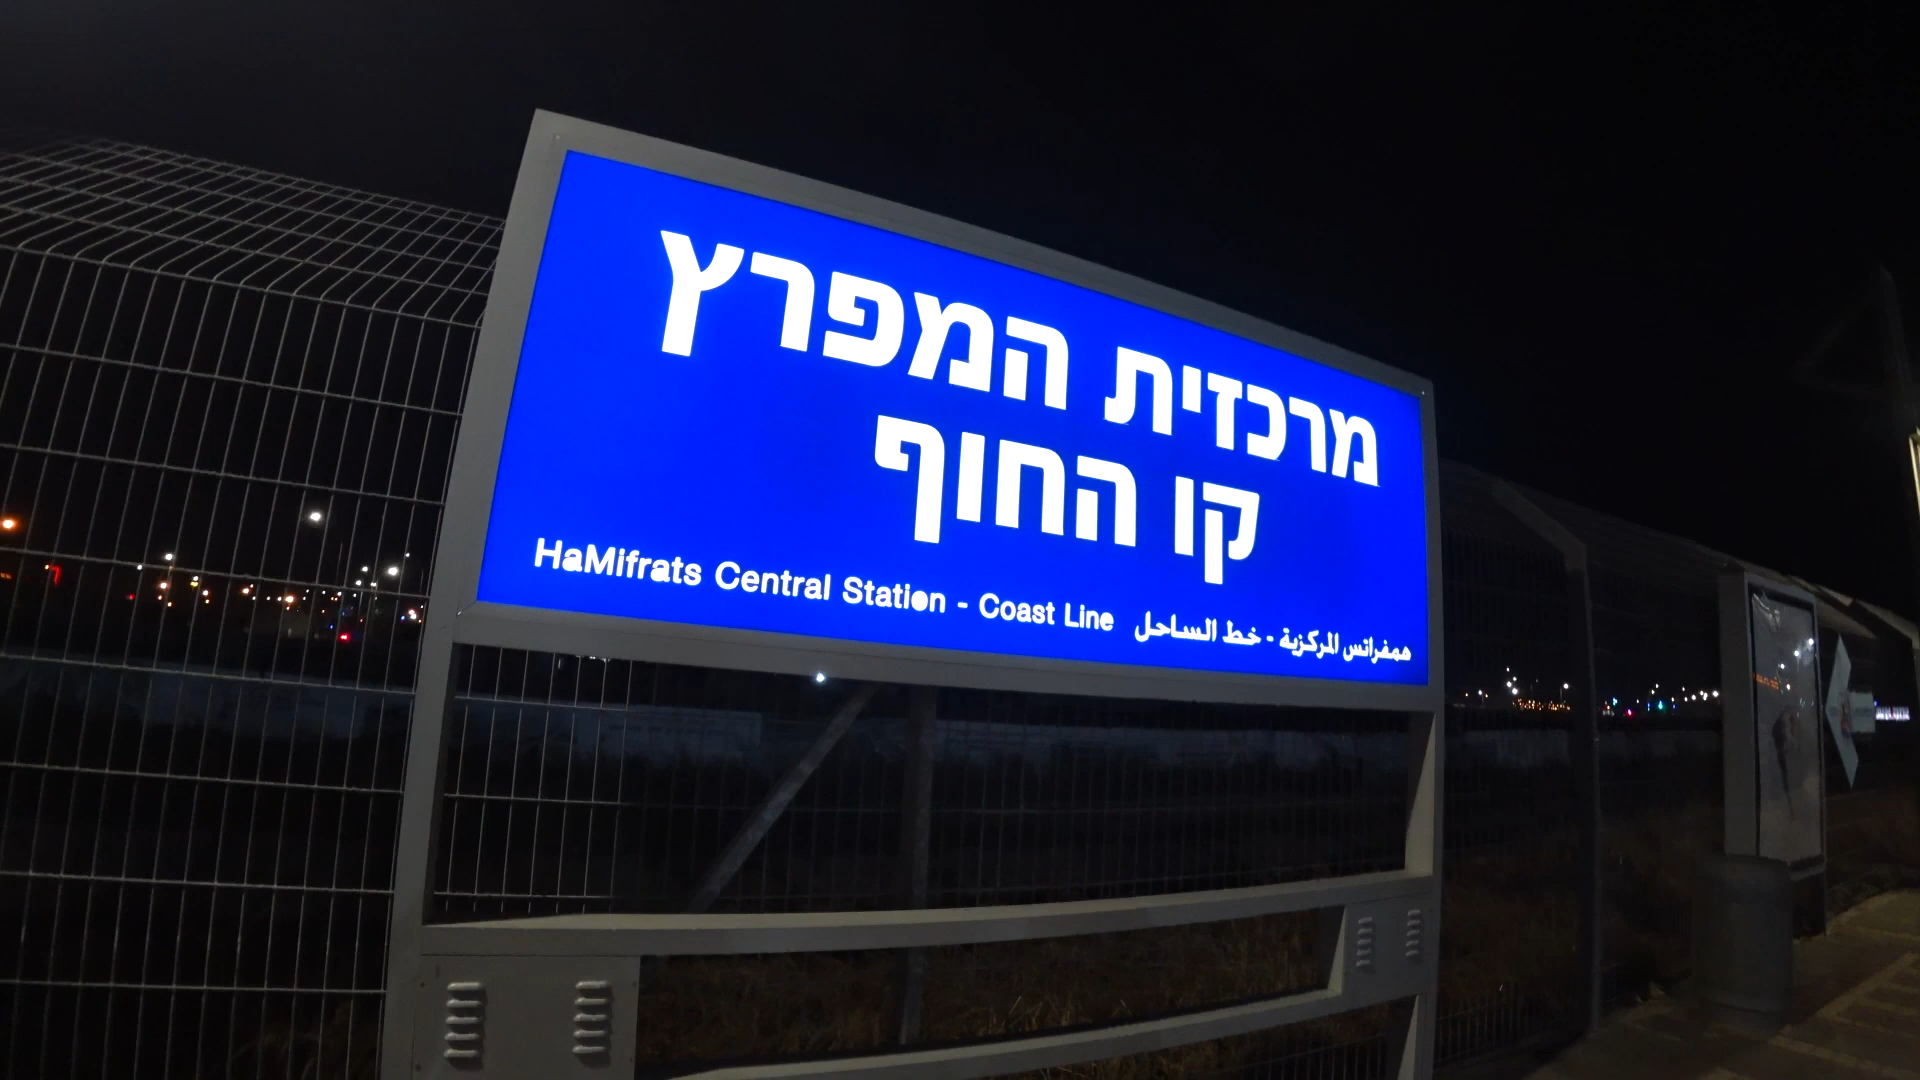 מרכזית המפרץ
קו החוף
HaMifrats Central Station - Coast Line همفراتس المركزية - خط الساحل